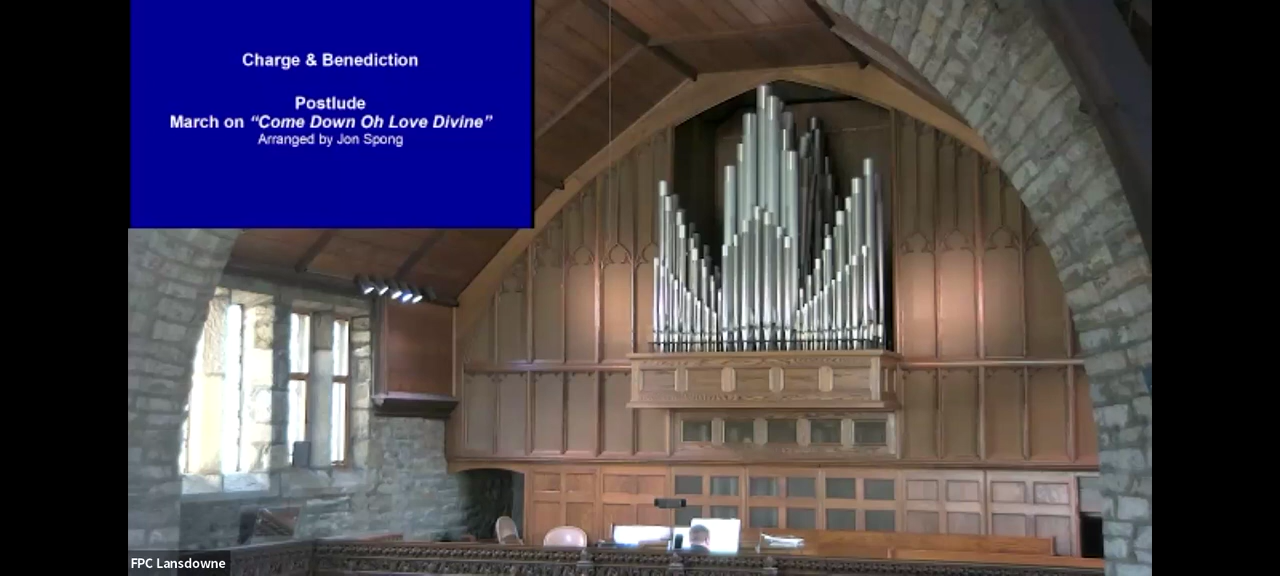 Charge & Benediction
Postlude
March on “Come Down Oh Love Divine”
Arranged by Jon Spong
FPC Lansdowne